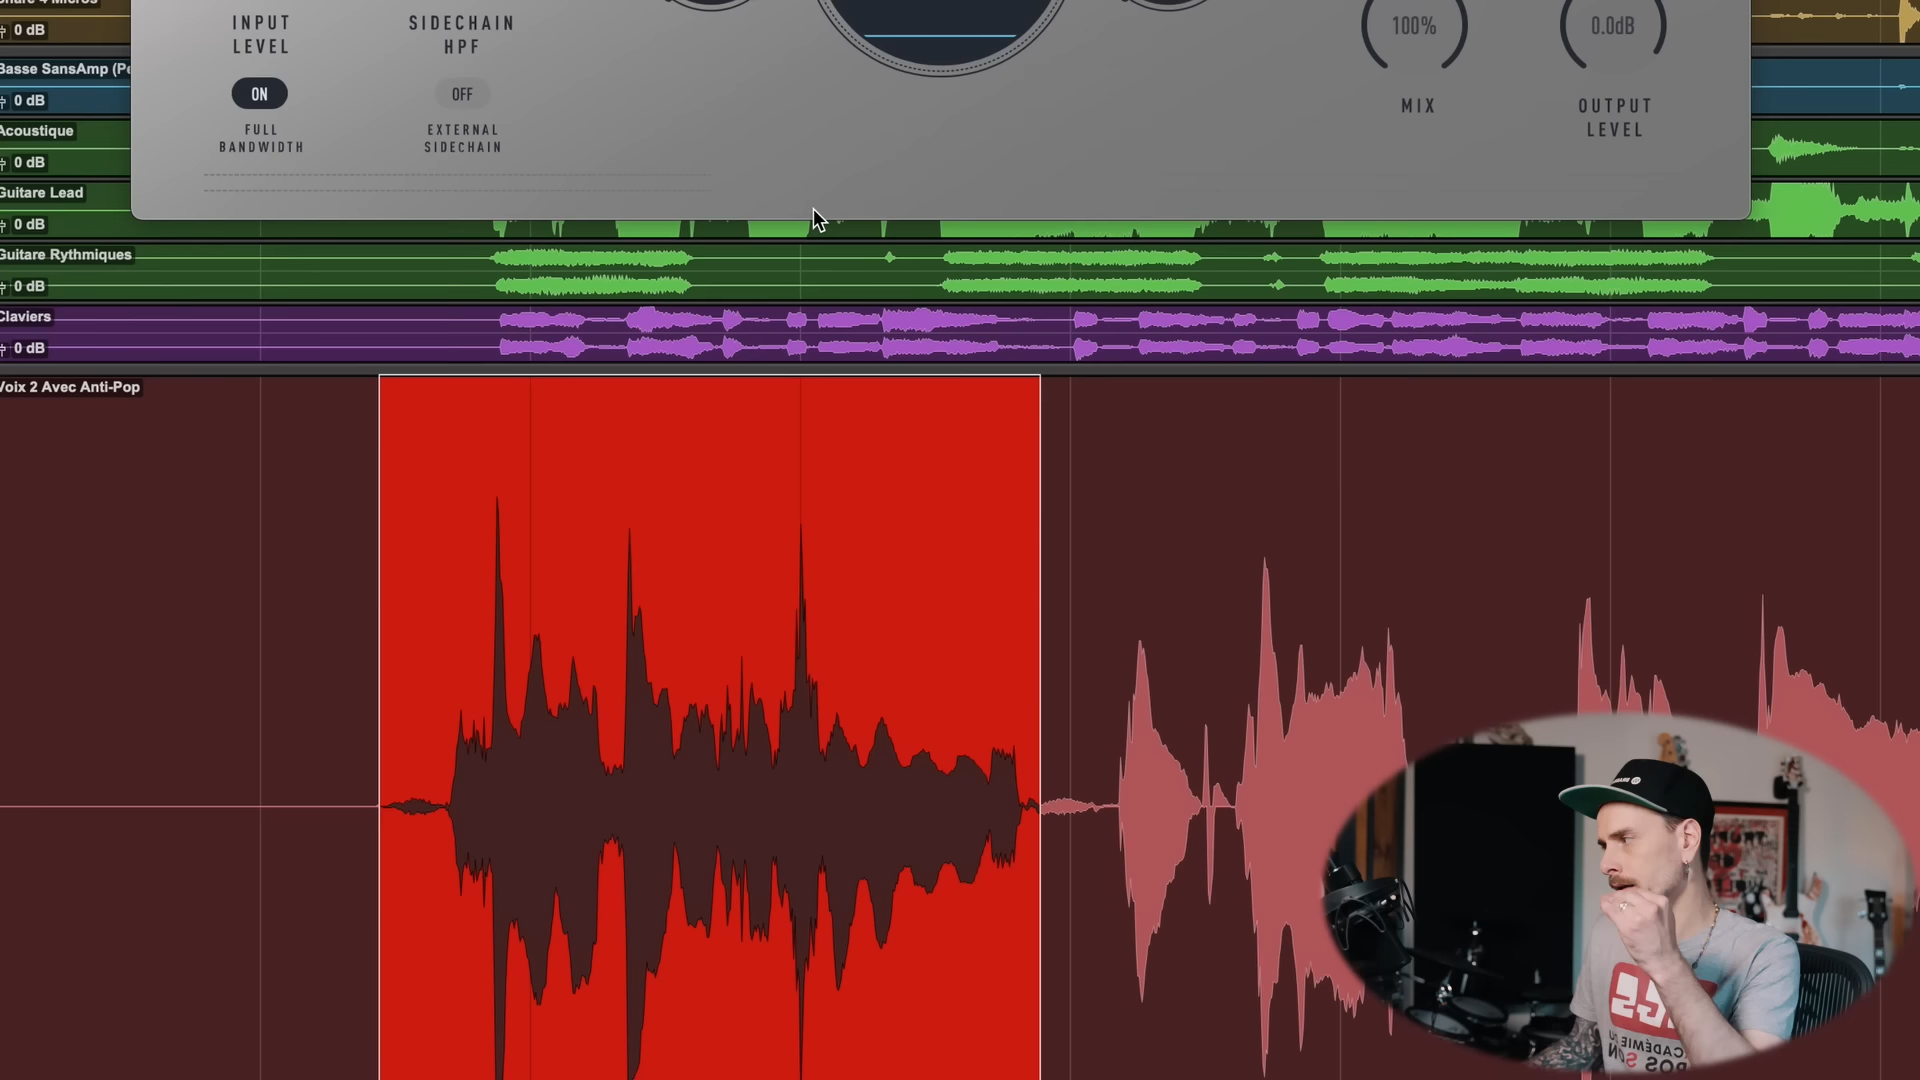 0 dB
INPUT
LEVEL
SIDECHAIN
HPF
100%
0.0dB
Basse SansAmp
0 dB
ON
OFF
MIX
OUTPUT
LEVEL
Acoustique
0 dB
FULL
BANDWIDTH
EXTERNAL
SIDECHAIN
Guitare Lead
0 dB
Guitare Rythmiques
0 dB
Claviers
0 dB
Voix 2 Avec Anti-Pop